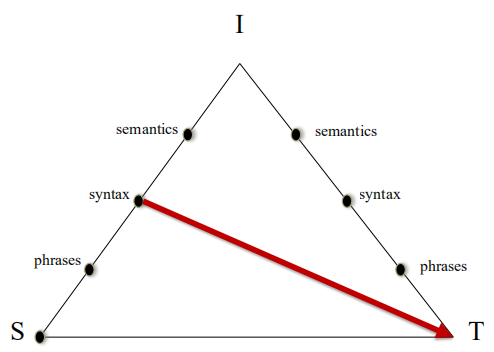 I
semantics
semantics
syntax
syntax
phrases
phrases
S
T